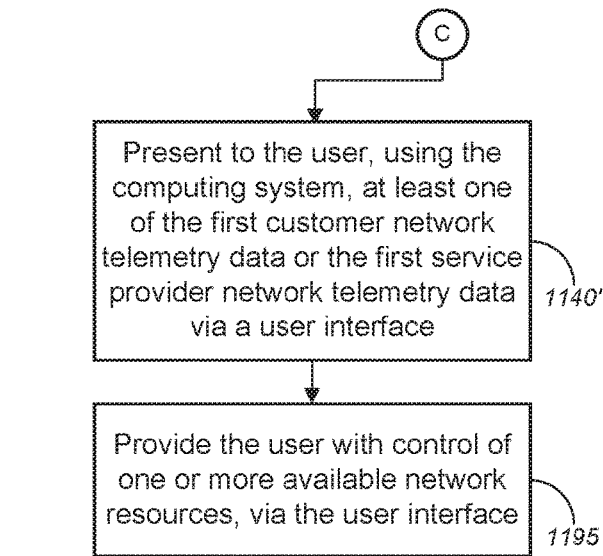 C
Present to the user, using the
computing system, at least one
of the first customer network
telemetry data or the first service
provider network telemetry data
via a user interface
1140'
Provide the user with control of
one or more available network
resources, via the user interface
1195